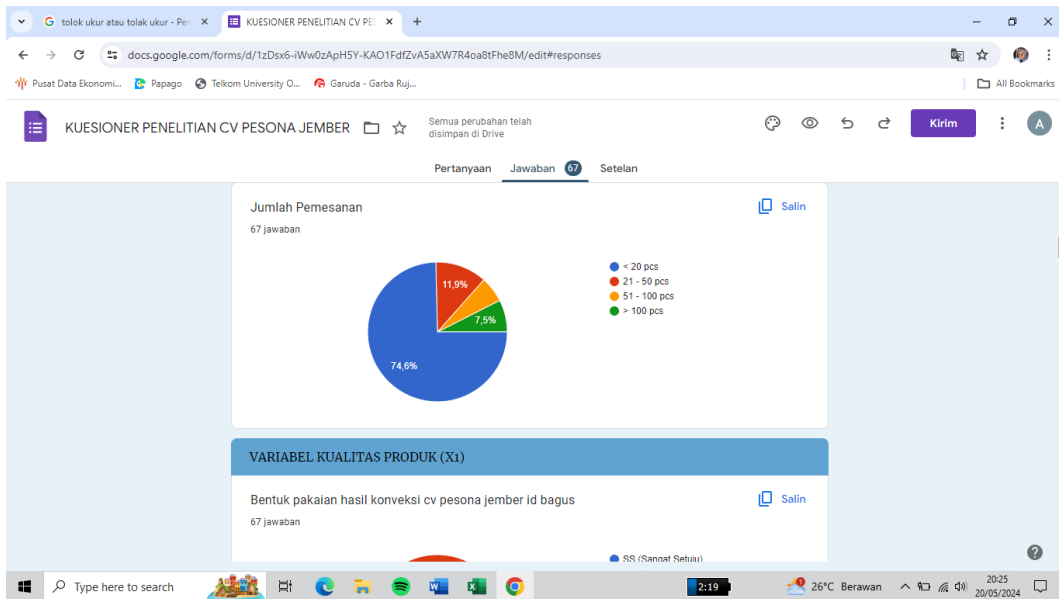 tolok ukur atau tolak ukur - Pen
KUESIONER PENELITIAN CV PES
docs.google.com/forms/d/1zDsx6-iWw0zApH5Y-KAO1FdfZvA5aXW7R4oa8tFhe8M/edit#responses
Pusat Data Ekonomi... Papago Telkom University O... Garuda - Garba Ruj... All Bookmarks
KUESIONER PENELITIAN CV PESONA JEMBER
Semua perubahan telah
disimpan di Drive
Kirim
A
Pertanyaan Jawaban 67 Setelan
Jumlah Pemesanan
Salin
67 jawaban
11,9%
7,5%
74,6%
< 20 pcs
21 - 50 pcs
51 - 100 pcs
> 100 pcs
VARIABEL KUALITAS PRODUK (X1)
Bentuk pakaian hasil konveksi cv pesona jember id bagus
Salin
67 jawaban
SS (Sangat Setuju)
Type here to search
2:19
26°C Berawan
20:25
20/05/2024